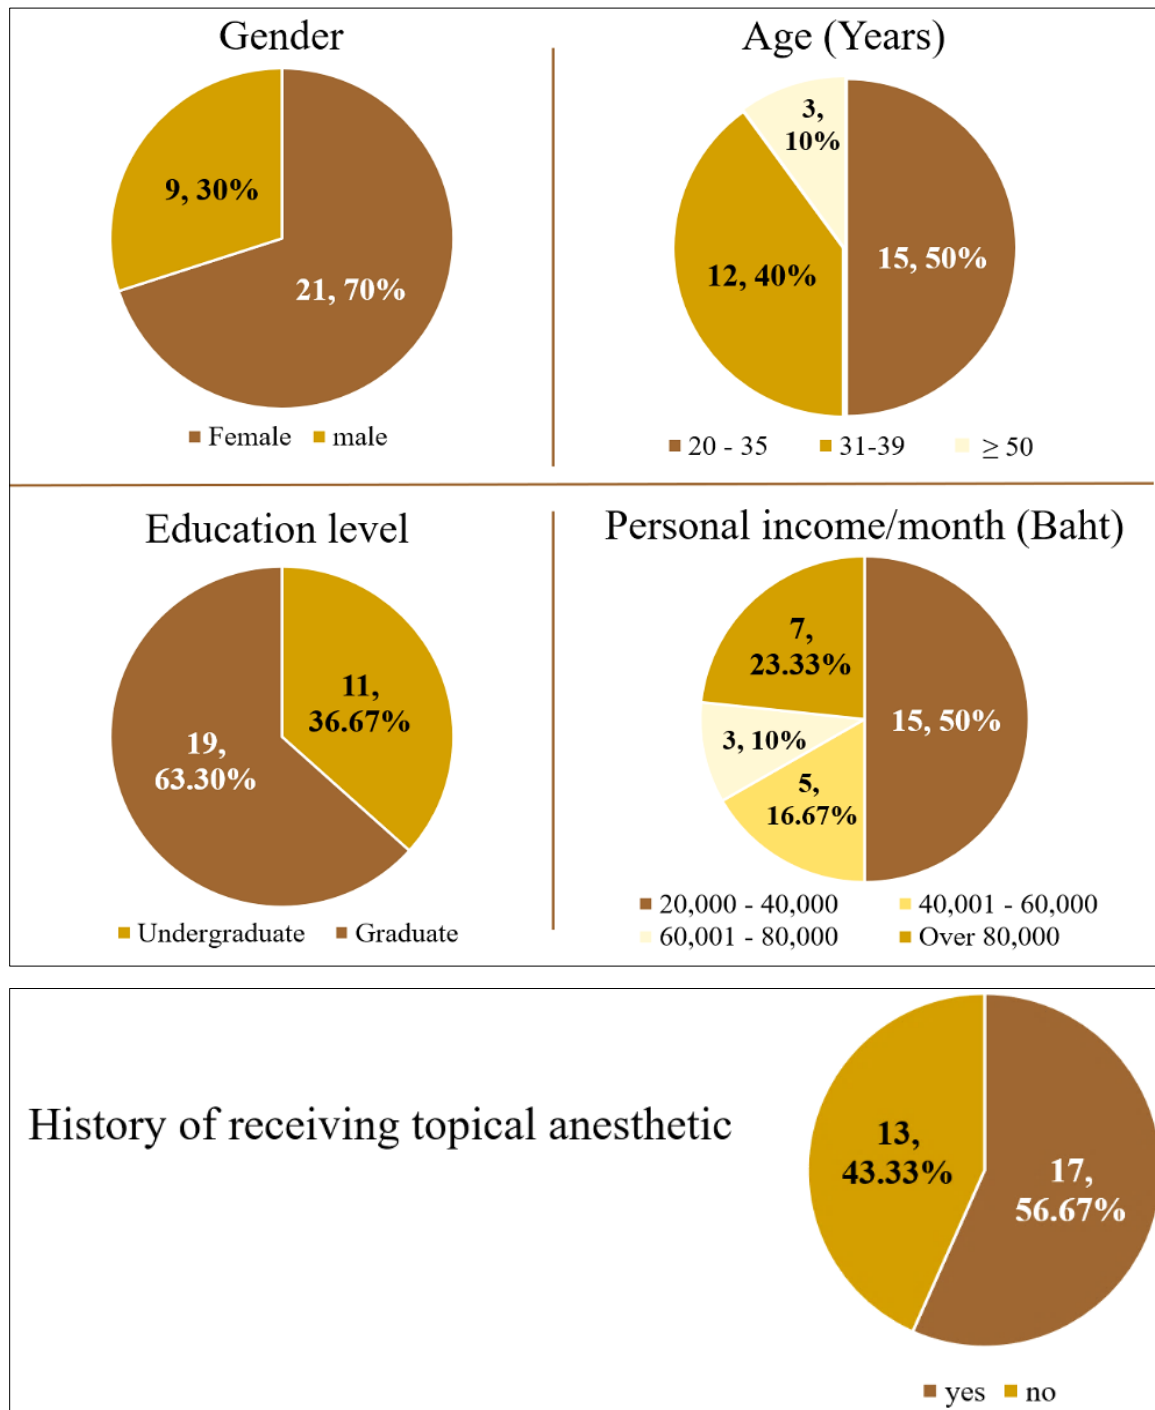 Gender
9, 30%
21, 70%
Female male
Age (Years)
3,
10%
12, 40%
15, 50%
20 - 35 31-39 ≥ 50
Education level
11,
36.67%
19,
63.30%
Undergraduate Graduate
Personal income/month (Baht)
7,
23.33%
15, 50%
3, 10%
5,
16.67%
20,000 - 40,000 40,001 - 60,000
60,001 - 80,000 Over 80,000
History of receiving topical anesthetic
13,
43.33%
17,
56.67%
yes no